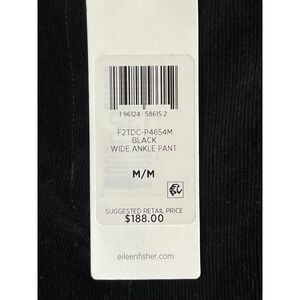 1 96124 58615 2
F2TDC-P4654M
BLACK
WIDE ANKLE PANT
M/M
SUGGESTED RETAIL PRICE
$188.00
eileenfisher.com